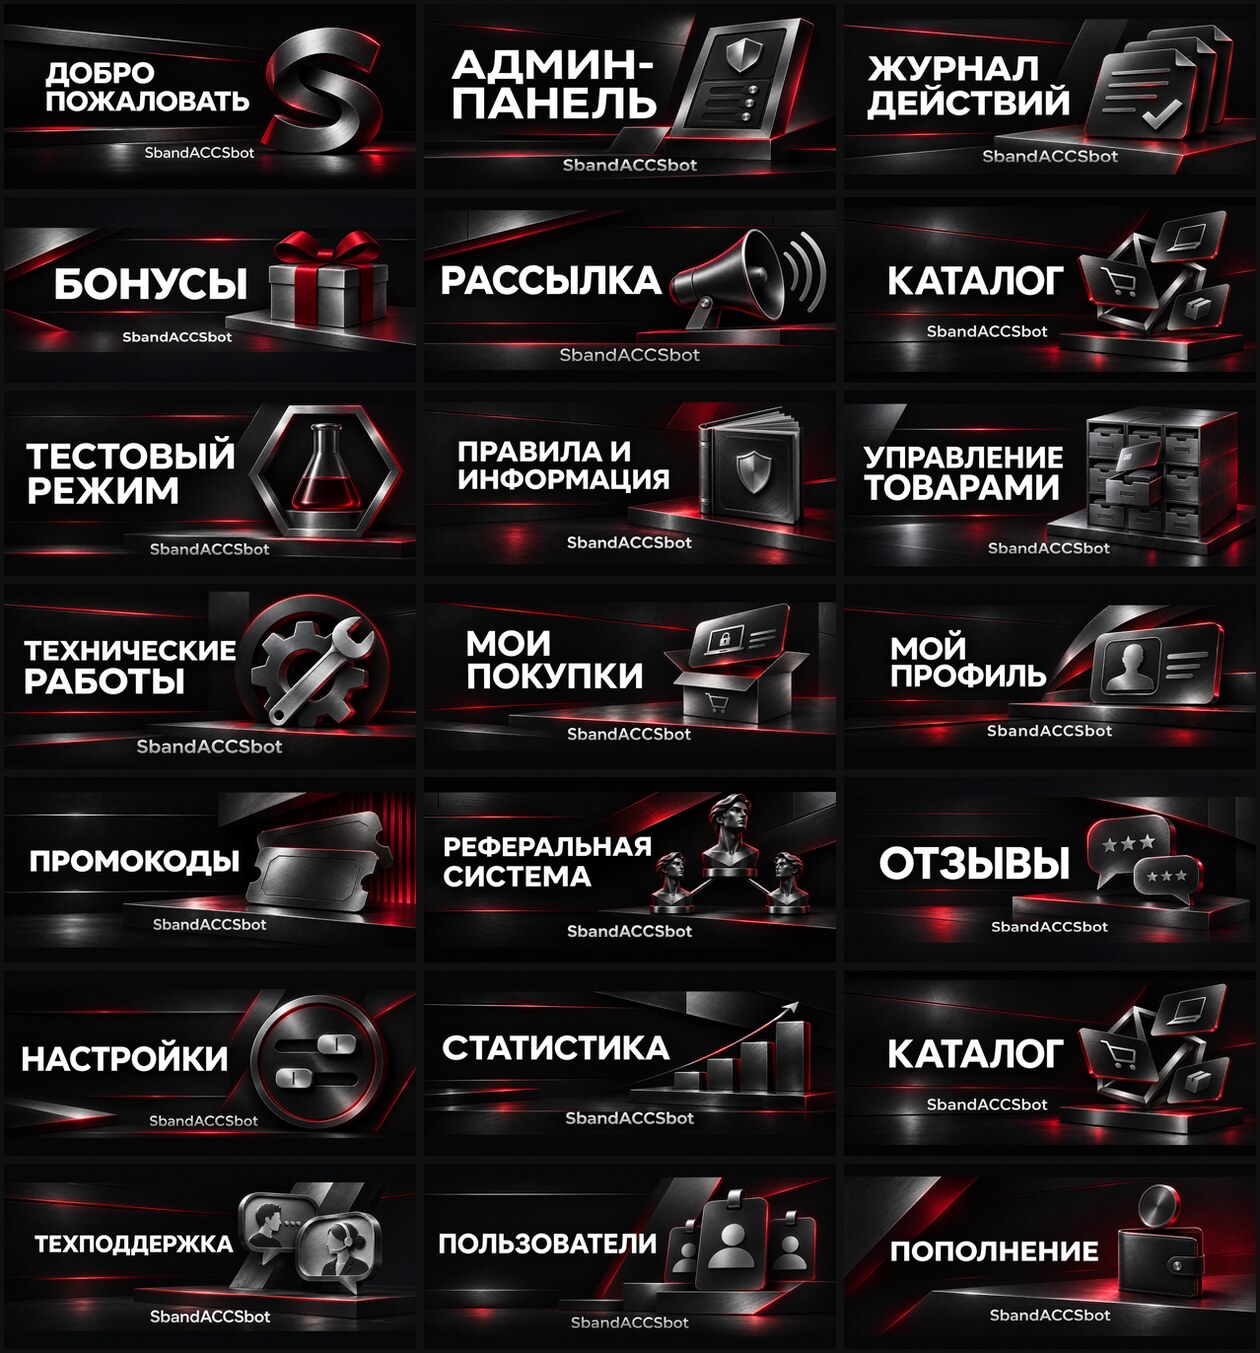 ДОБРО
ПОЖАЛОВАТЬ
SbandACCSbot
АДМИН-
ПАНЕЛЬ
SbandACCSbot
ЖУРНАЛ
ДЕЙСТВИЙ
SbandACCSbot
БОНУСЫ
SbandACCSbot
РАССЫЛКА
SbandACCSbot
КАТАЛОГ
SbandACCSbot
ТЕСТОВЫЙ
РЕЖИМ
SbandACCSbot
ПРАВИЛА И
ИНФОРМАЦИЯ
SbandACCSbot
УПРАВЛЕНИЕ
ТОВАРАМИ
SbandACCSbot
ТЕХНИЧЕСКИЕ
РАБОТЫ
SbandACCSbot
МОИ
ПОКУПКИ
SbandACCSbot
МОЙ
ПРОФИЛЬ
SbandACCSbot
ПРОМОКОДЫ
SbandACCSbot
РЕФЕРАЛЬНАЯ
СИСТЕМА
SbandACCSbot
ОТЗЫВЫ
SbandACCSbot
НАСТРОЙКИ
SbandACCSbot
СТАТИСТИКА
SbandACCSbot
КАТАЛОГ
SbandACCSbot
ТЕХПОДДЕРЖКА
SbandACCSbot
ПОЛЬЗОВАТЕЛИ
SbandACCSbot
ПОПОЛНЕНИЕ
SbandACCSbot